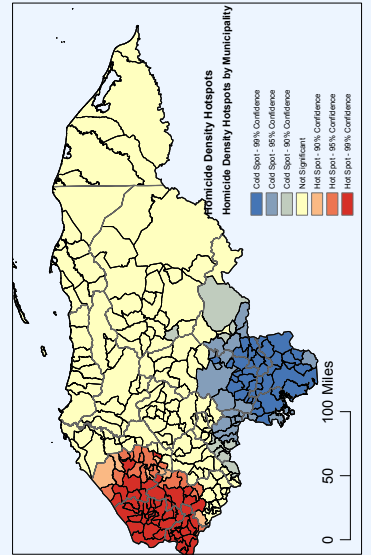 Homicide Density Hotspots
Homicide Density Hotspots by Municipality
Cold Spot - 99% Confidence
Cold Spot - 95% Confidence
Cold Spot - 90% Confidence
Not Significant
Hot Spot - 90% Confidence
Hot Spot - 95% Confidence
Hot Spot - 99% Confidence
0 50 100 Miles